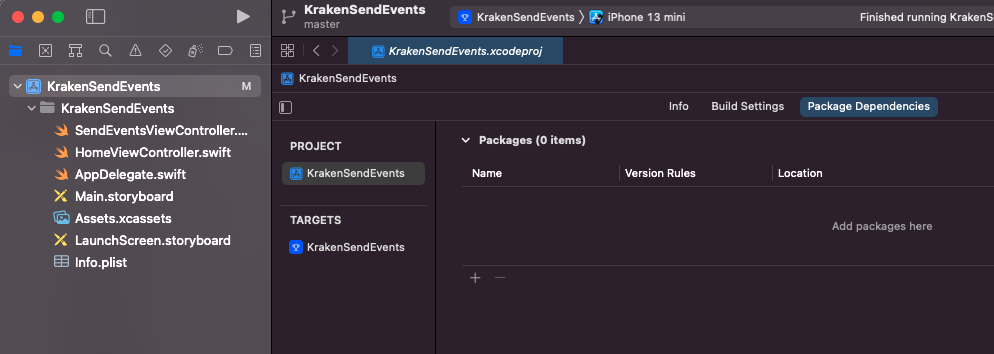 KrakenSendEvents
master
KrakenSendEvents
iPhone 13 mini
Finished running KrakenS
KrakenSendEvents.xcodeproj
KrakenSendEvents
M
KrakenSendEvents
SendEventsViewController....
HomeViewController.swift
AppDelegate.swift
Main.storyboard
Assets.xcassets
LaunchScreen.storyboard
Info.plist
KrakenSendEvents
Info
Build Settings
Package Dependencies
PROJECT
KrakenSendEvents
TARGETS
KrakenSendEvents
Packages (0 items)
Name
Version Rules
Location
Add packages here